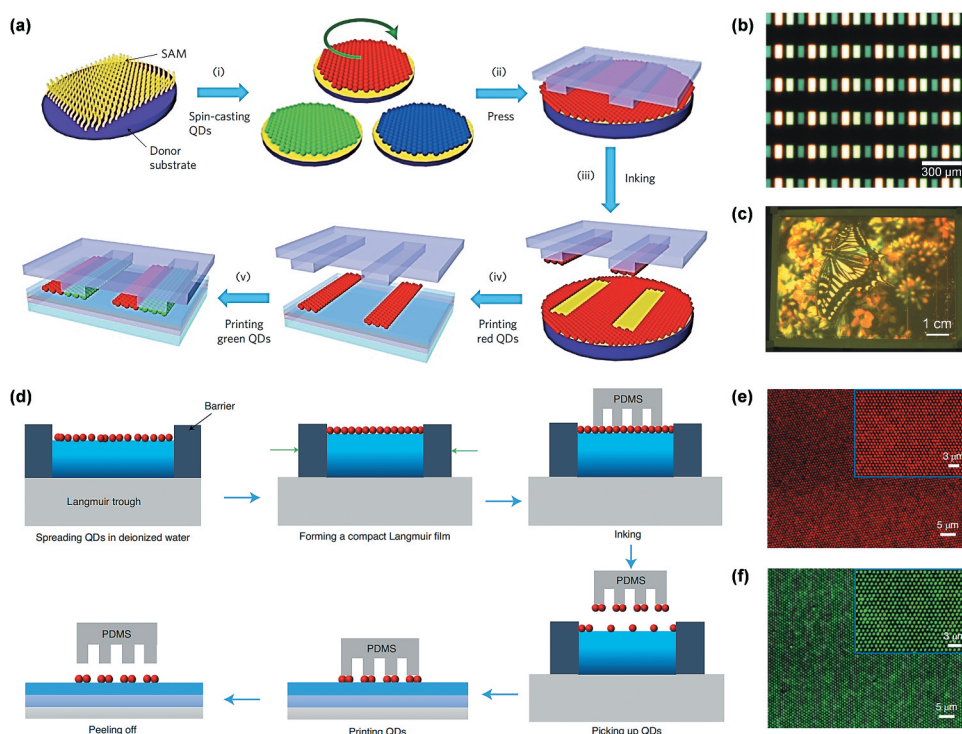 (a)
SAM
(i)
Spin-casting
QDs
Donor
substrate
(ii)
Press
(iii)
Inking
(iv)
Printing
red QDs
(v)
Printing
green QDs
(b)
300 μm
(c)
1 cm
(d)
Barrier
Langmuir trough
Spreading QDs in deionized water
Forming a compact Langmuir film
PDMS
Inking
PDMS
Picking up QDs
PDMS
Printing QDs
PDMS
Peeling off
(e)
3 μm
5 μm
(f)
3 μm
5 μm